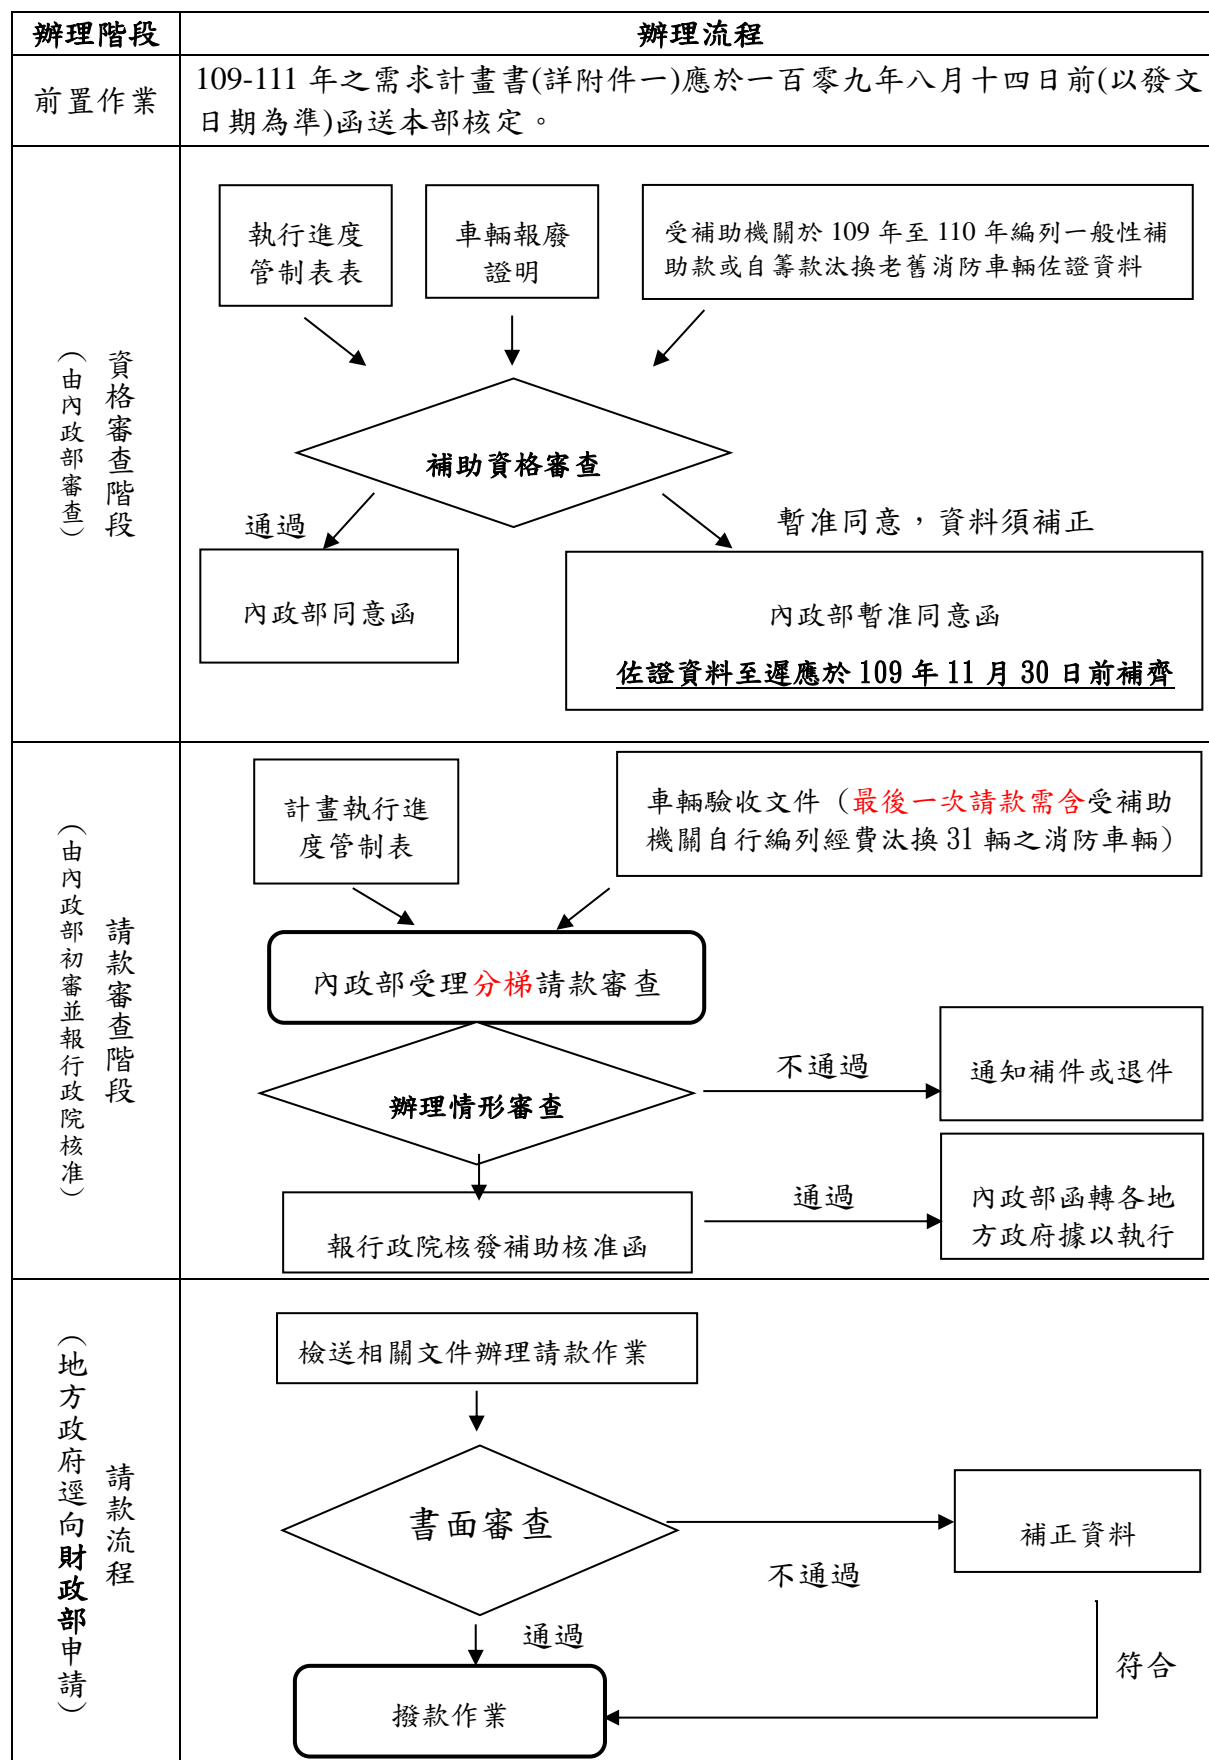 辦理階段
辦理流程
前置作業
109-111 年之需求計畫書(詳附件一)應於一百零九年八月十四日前(以發文
日期為準)函送本部核定。
資格審查階段
（由內政部審查）
執行進度
管制表表
車輛報廢
證明
受補助機關於 109 年至 110 年編列一般性補
助款或自籌款汰換老舊消防車輛佐證資料
補助資格審查
通過
暫准同意，資料須補正
內政部同意函
內政部暫准同意函
佐證資料至遲應於 109 年 11 月 30 日前補齊
請款審查階段
（由內政部初審並報行政院核准）
計畫執行進
度管制表
車輛驗收文件（最後一次請款需含受補助
機關自行編列經費汰換 31 輛之消防車輛）
內政部受理分梯請款審查
辦理情形審查
不通過
通知補件或退件
報行政院核發補助核准函
通過
內政部函轉各地
方政府據以執行
請款流程
（地方政府逕向財政部申請）
檢送相關文件辦理請款作業
書面審查
不通過
補正資料
通過
符合
撥款作業